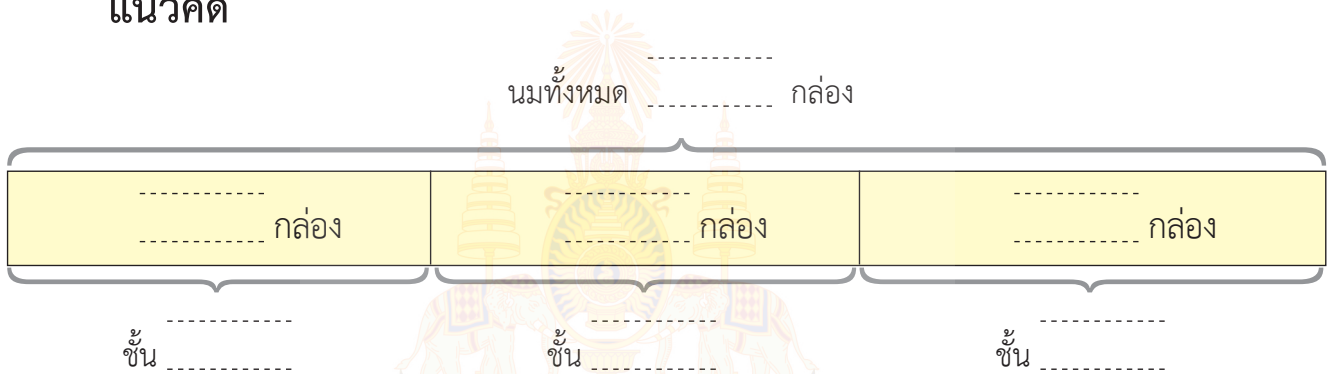 แนวคิด
นมทั้งหมด ------------ กล่อง
------------ กล่อง ------------ กล่อง ------------ กล่อง
ชั้น ------------ ชั้น ------------ ชั้น ------------